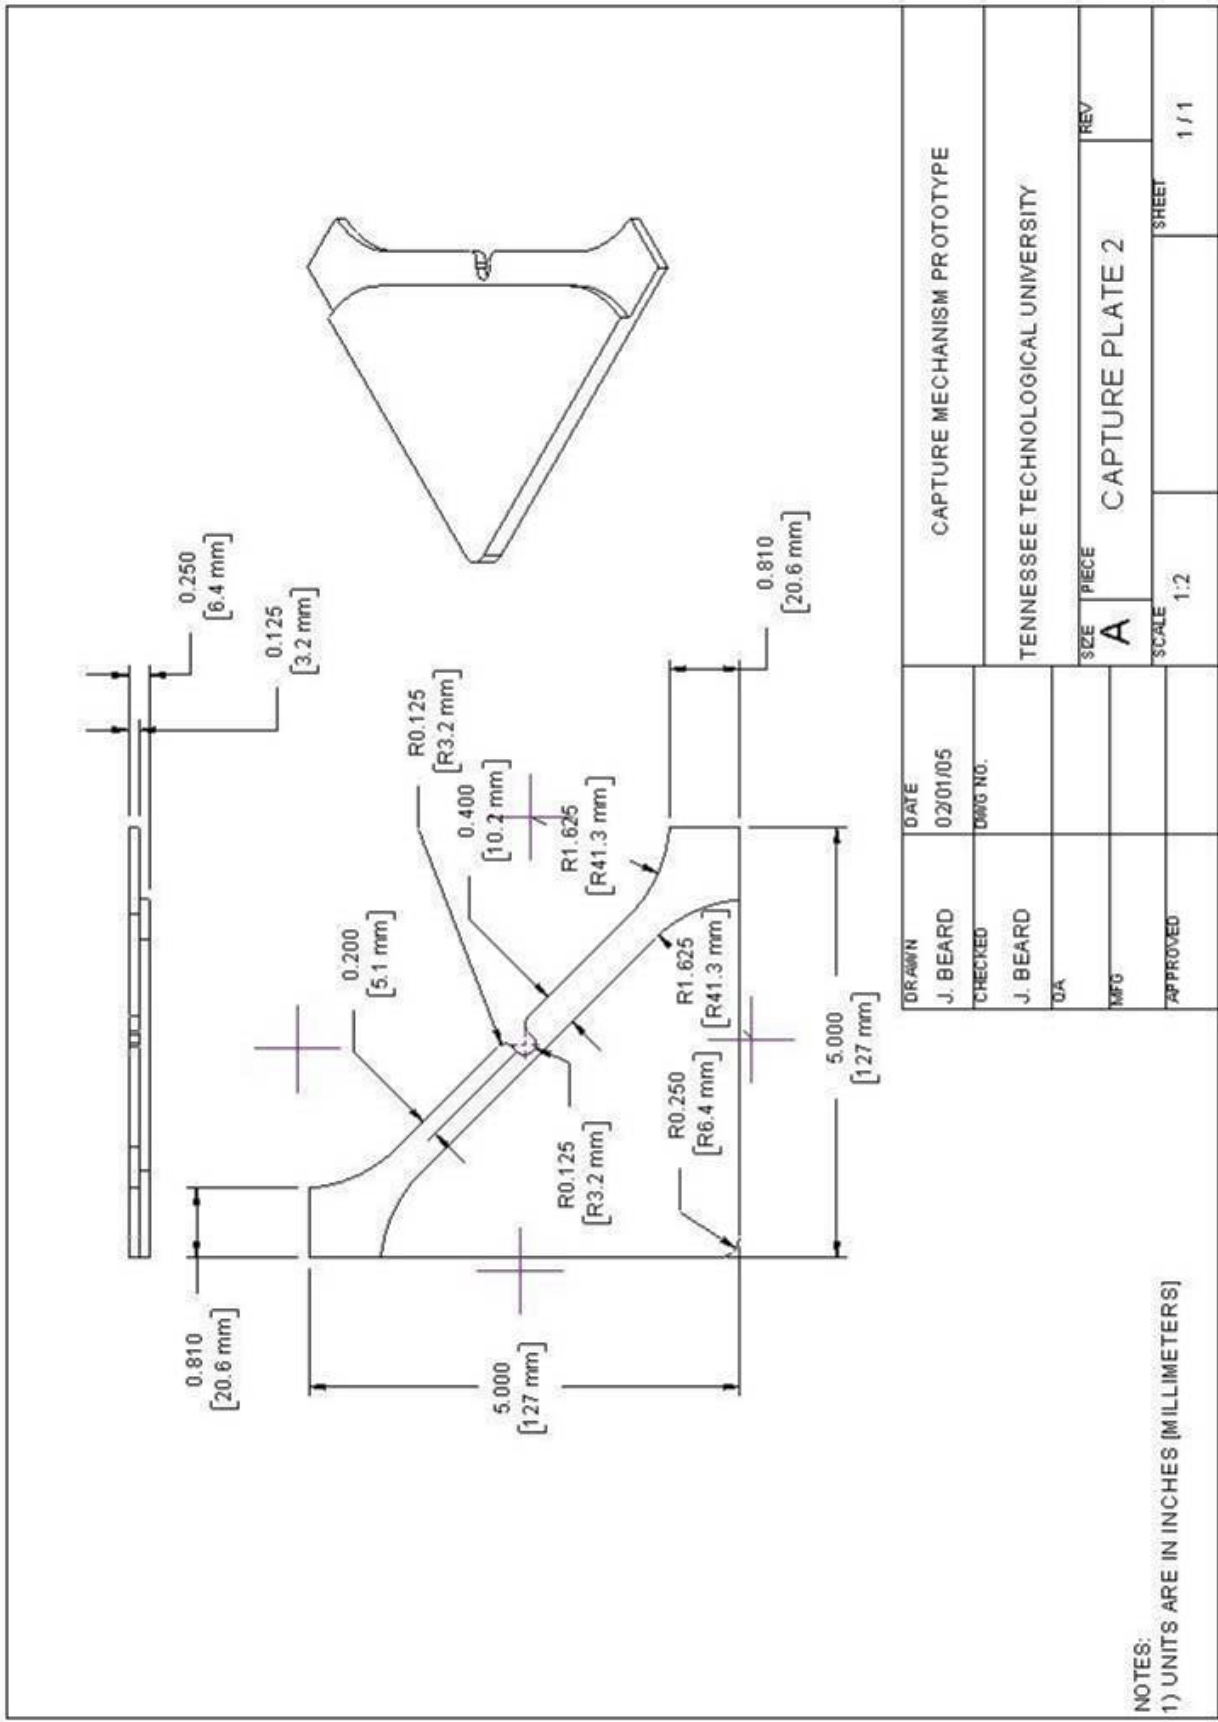 0.250
[6.4 mm]
0.125
[3.2 mm]
0.810
[20.6 mm]
0.200
[5.1 mm]
R0.125
[R3.2 mm]
0.400
[10.2 mm]
R1.625
[R41.3 mm]
0.810
[20.6 mm]
5.000
[127 mm]
R0.125
[R3.2 mm]
R0.250
[R6.4 mm]
R1.625
[R41.3 mm]
5.000
[127 mm]
NOTES:
1) UNITS ARE IN INCHES [MILLIMETERS]
DRAWN
J. BEARD
DATE
02/01/05
CHECKED
J. BEARD
DWG NO.
QA
MFG
APPROVED
CAPTURE MECHANISM PROTOTYPE
TENNESSEE TECHNOLOGICAL UNIVERSITY
SIZE
A
PIECE
CAPTURE PLATE 2
REV
SCALE
1:2
SHEET
1 / 1